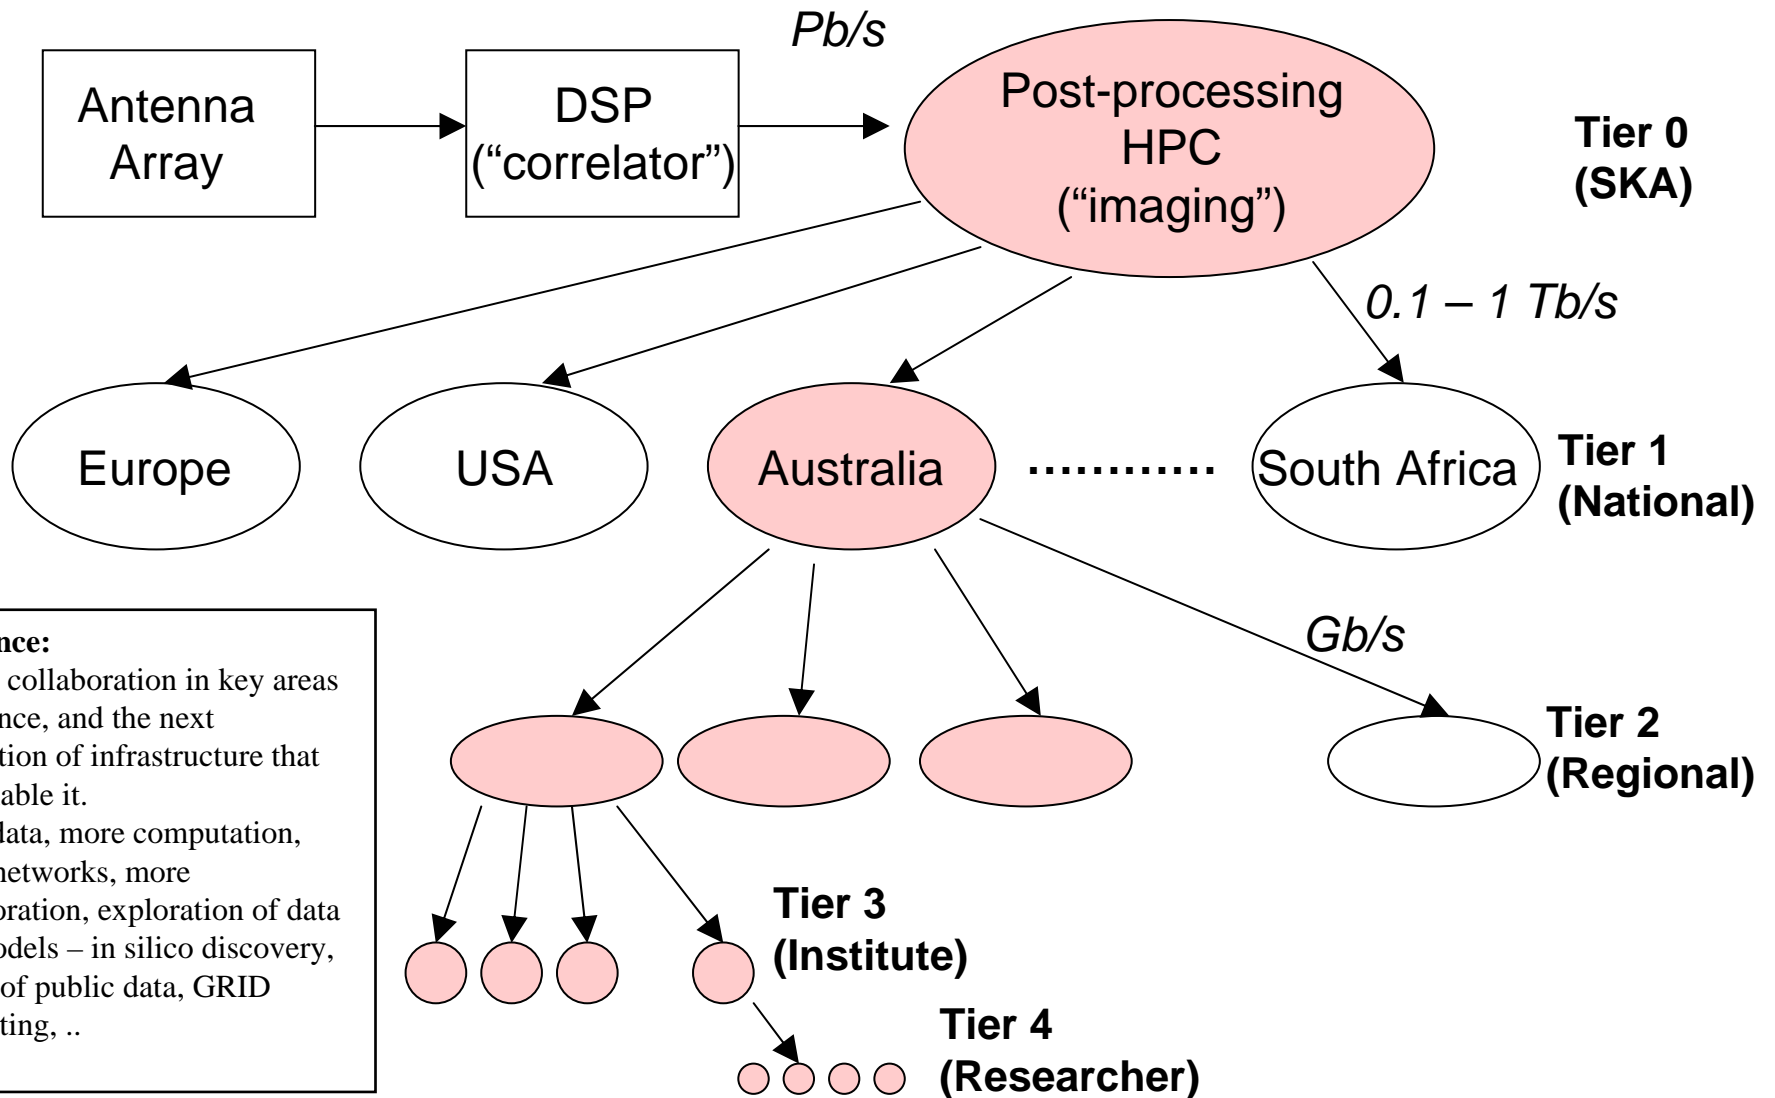 Pb/s
Antenna
Array
DSP
(“correlator”)
Post-processing
HPC
(“imaging”)
Tier 0
(SKA)
0.1 – 1 Tb/s
Europe
USA
Australia
............
South Africa
Tier 1
(National)
Gb/s
nce:
collaboration in key areas
nce, and the next
tion of infrastructure that
able it.
data, more computation,
networks, more
oration, exploration of data
odels – in silico discovery,
of public data, GRID
ting, ..
Tier 2
(Regional)
Tier 3
(Institute)
Tier 4
(Researcher)